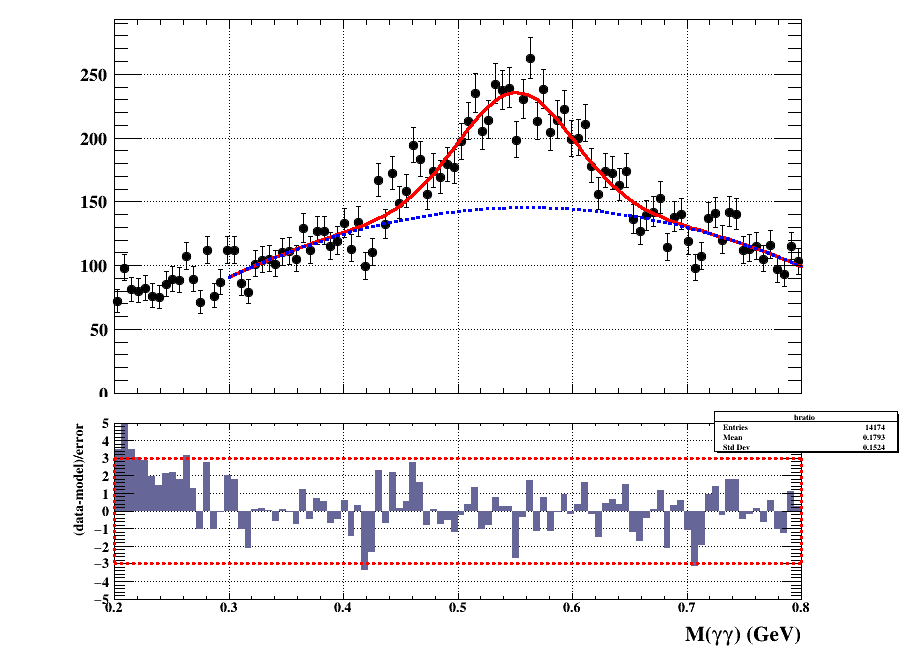 250
200
150
100
50
0
hratio
Entries 14174
Mean 0.1793
Std Dev 0.1524
(data-model)/error
5
4
3
2
1
0
−1
−2
−3
−4
−5
0.2 0.3 0.4 0.5 0.6 0.7 0.8
M(γγ) (GeV)